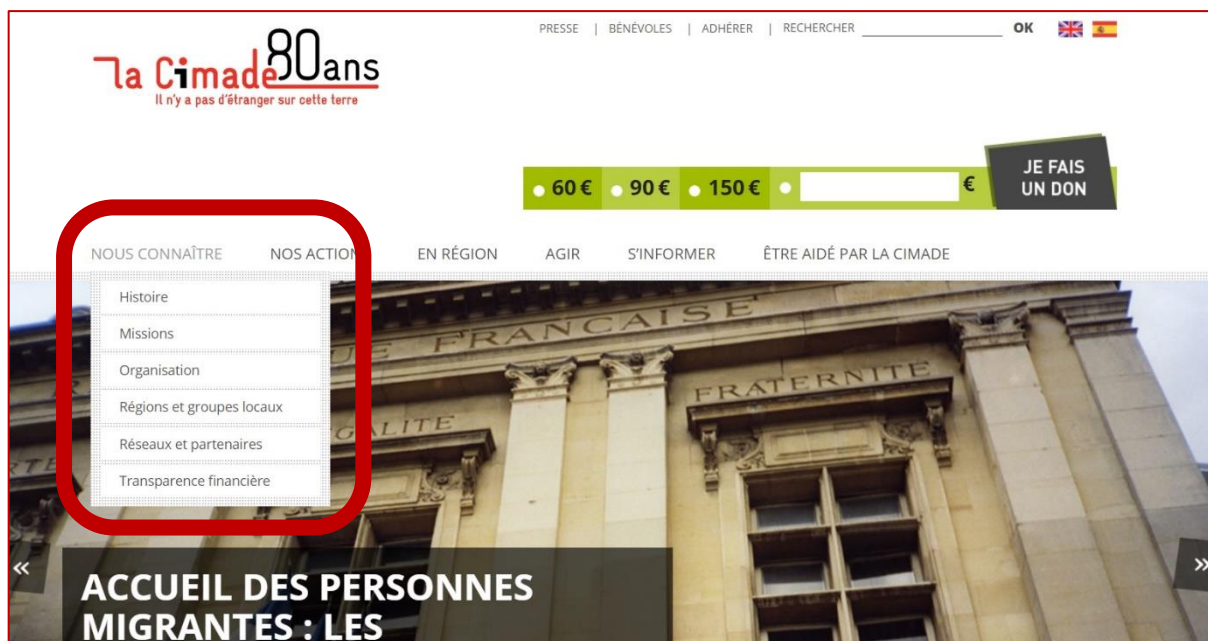 PRESSE | BÉNÉVOLES | ADHÉRER | RECHERCHER OK
la Cimade 80ans
Il n'y a pas d'étranger sur cette terre
60 € 90 € 150 € €
JE FAIS
UN DON
NOUS CONNAÎTRE NOS ACTION EN RÉGION AGIR S'INFORMER ÊTRE AIDÉ PAR LA CIMADE
Histoire
Missions
Organisation
Régions et groupes locaux
Réseaux et partenaires
Transparence financière
FRANCAISE
FRATERNITE
GALITE
« »
ACCUEIL DES PERSONNES
MIGRANTES : LES